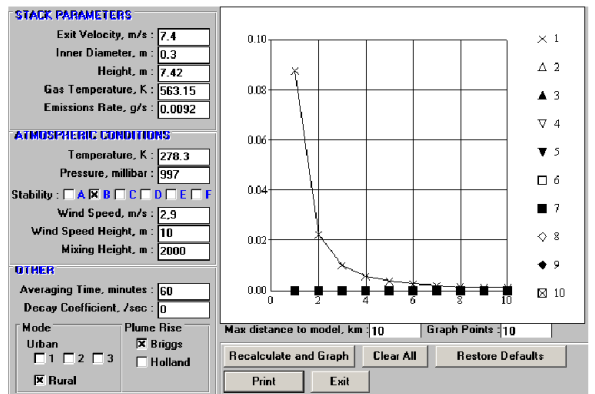 STACK PARAMETERS
Exit Velocity, m/s : 7.4
Inner Diameter, m : 0.3
Height, m : 7.42
Gas Temperature, K : 563.15
Emissions Rate, g/s : 0.0092
ATMOSPHERIC CONDITIONS
Temperature, K : 278.3
Pressure, millibar : 997
Stability : A B C D E F
Wind Speed, m/s : 2,9
Wind Speed Height, m : 10
Mixing Height, m : 2000
OTHER
Averaging Time, minutes : 60
Decay Coefficient, /sec : 0
Mode
Urban
1 2 3
Rural
Plume Rise
Briggs
Holland
0.10
0.08
0.06
0.04
0.02
0.00
0 2 4 6 8 10
1
2
3
4
5
6
7
8
9
10
Max distance to model, km : 10 Graph Points : 10
Recalculate and Graph Clear All Restore Defaults
Print Exit